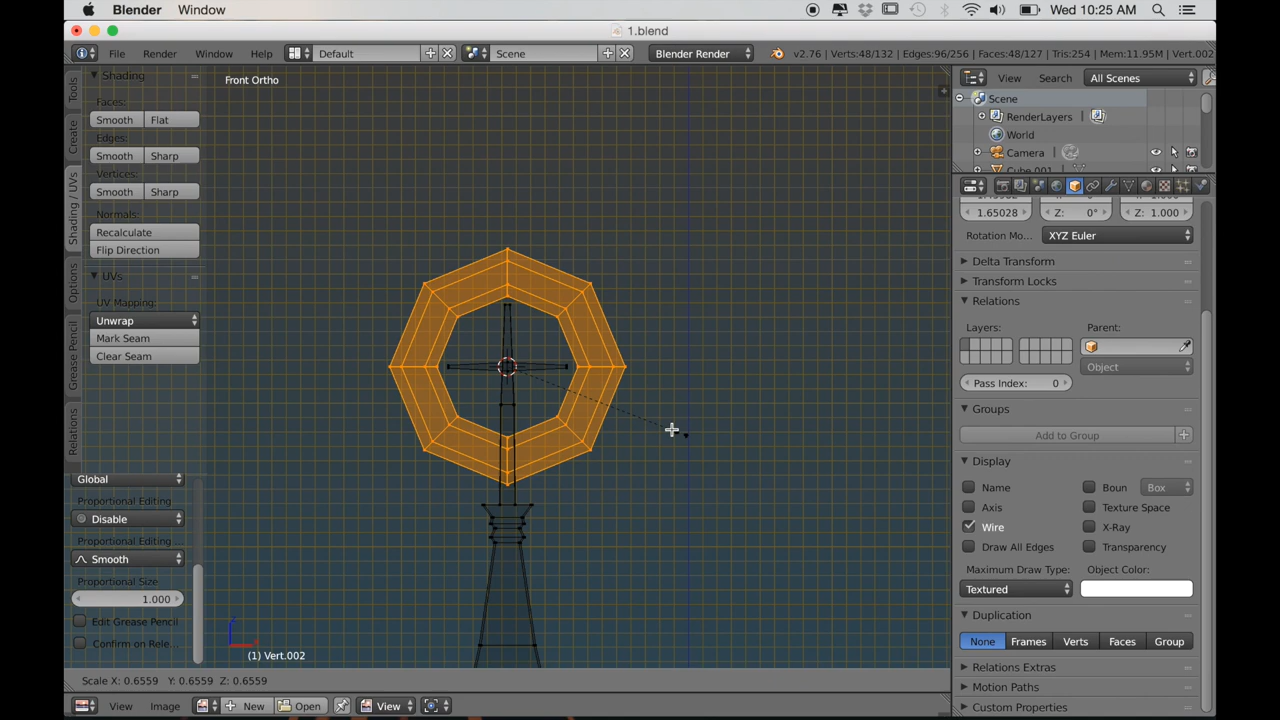 Blender Window Wed 10:25 AM
1.blend
File Render Window Help Default Scene Blender Render v2.76 | Verts:48/132 | Edges:96/256 | Faces:48/127 | Tris:254 | Mem:11.95M | Vert.002
Shading
Front Ortho
View Search All Scenes
Faces:
Scene
Tools
Smooth Flat
RenderLayers
Edges:
World
Create
Smooth Sharp
Camera
Cube.001
Vertices:
Smooth Sharp
Shading / UVs
Normals:
1.65028 Z: 0° Z: 1.000
Recalculate
Rotation Mo... XYZ Euler
Flip Direction
Delta Transform
UVs
Transform Locks
Options
UV Mapping:
Relations
Unwrap
Layers: Parent:
Mark Seam
Clear Seam
Grease Pencil
Object
Pass Index: 0
Groups
Relations
Add to Group
Display
Global
Name Boun Box
Proportional Editing
Axis Texture Space
Disable
Wire X-Ray
Proportional Editing ...
Draw All Edges Transparency
Smooth
Maximum Draw Type: Object Color:
Proportional Size
Textured
1.000
Duplication
Edit Grease Pencil
None Frames Verts Faces Group
Confirm on Rele...
(1) Vert.002
Relations Extras
Scale X: 0.6559 Y: 0.6559 Z: 0.6559
Motion Paths
View Image New Open View
Custom Properties